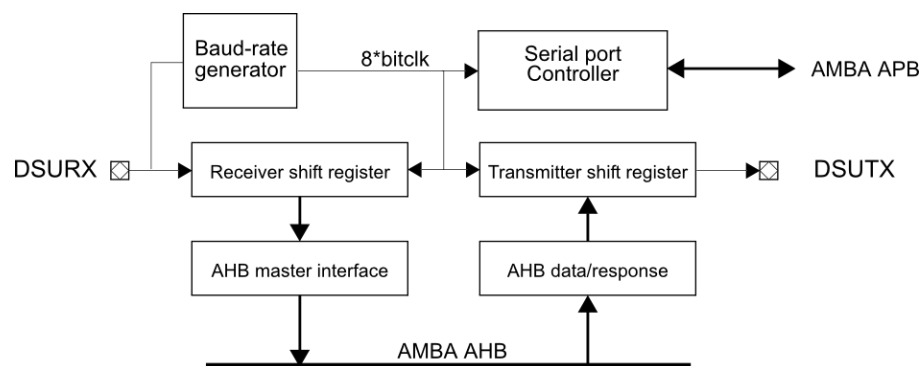 Baud-rate
generator
8*bitclk
Serial port
Controller
AMBA APB
DSURX
Receiver shift register
Transmitter shift register
DSUTX
AHB master interface
AHB data/response
AMBA AHB